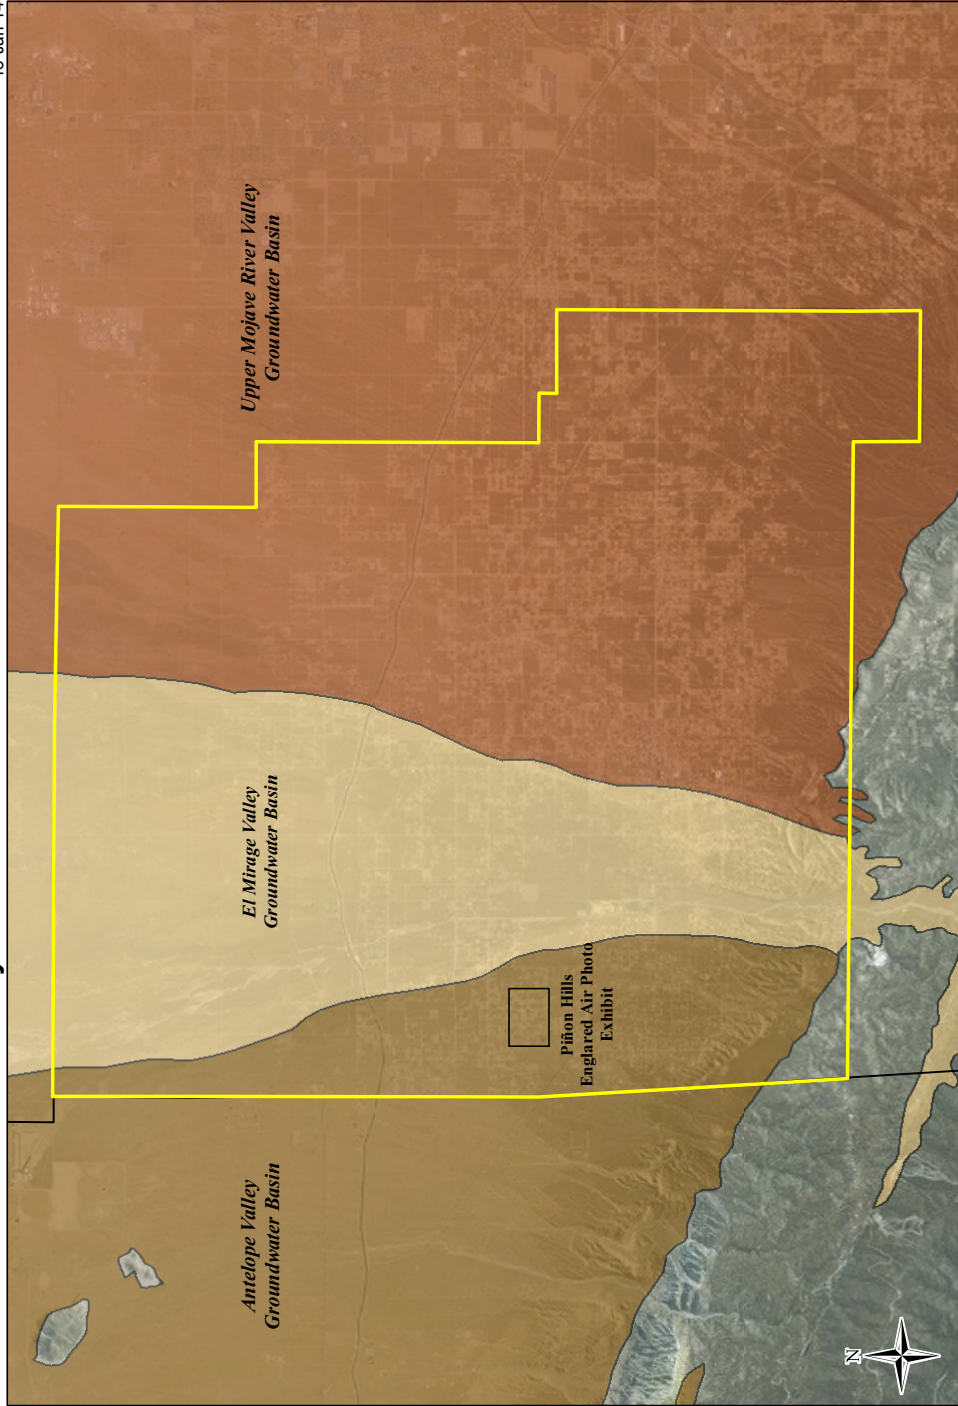 Upper Mojave River Valley
Groundwater Basin
El Mirage Valley
Groundwater Basin
Antelope Valley
Groundwater Basin
Piñon Hills
Englared Air Photo
Exhibit
N